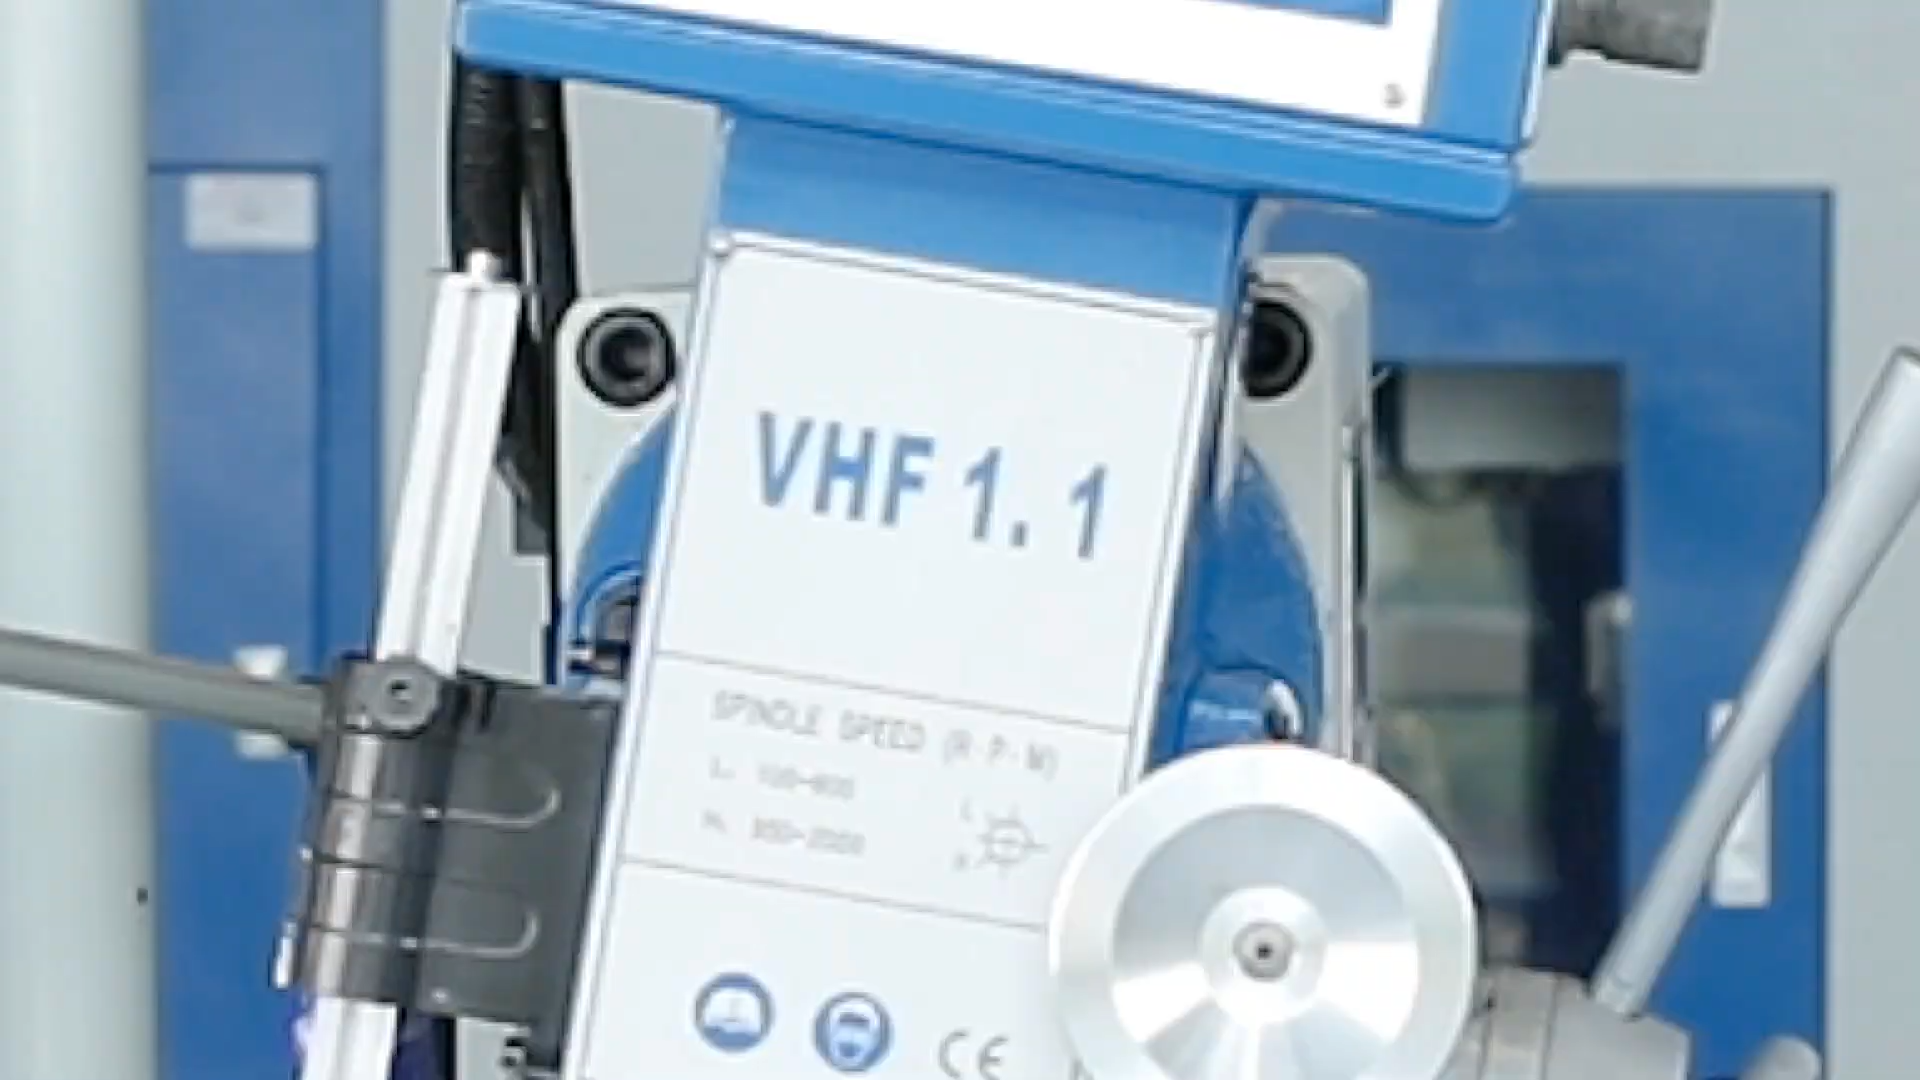 VHF 1.1
SPINDLE SPEED (R·P·M)
L.
H.
L
CE